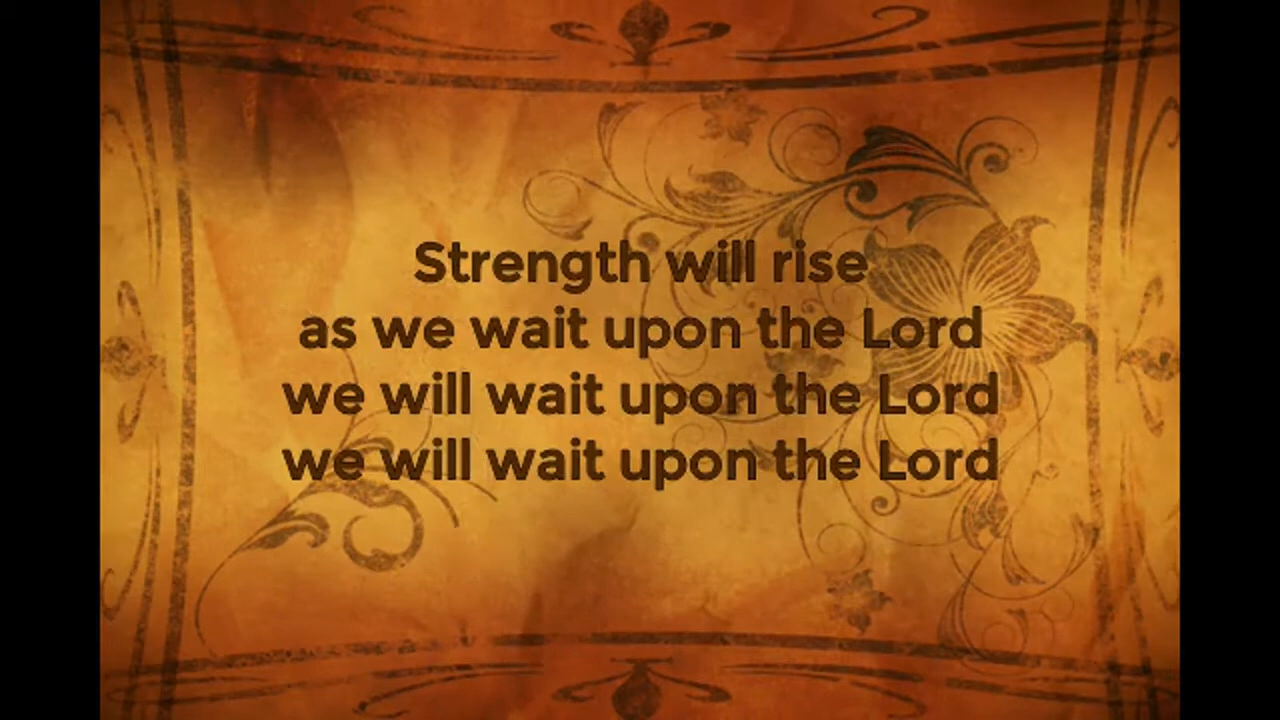 Strength will rise
as we wait upon the Lord
we will wait upon the Lord
we will wait upon the Lord